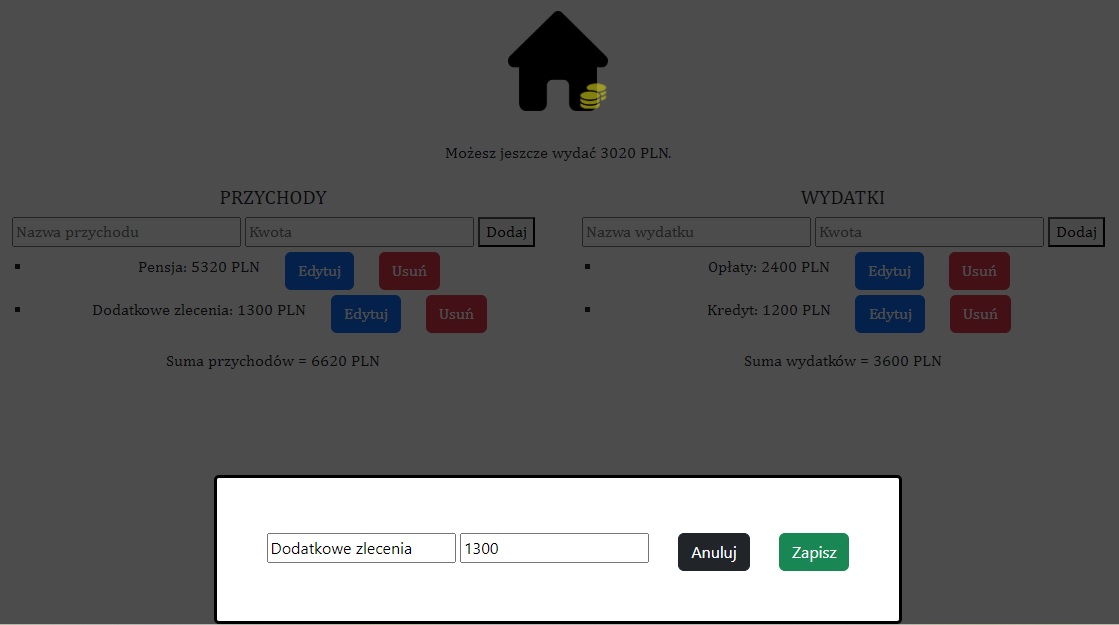 Możesz jeszcze wydać 3020 PLN.
PRZYCHODY
Nazwa przychodu Kwota Dodaj
Pensja: 5320 PLN Edytuj Usuń
Dodatkowe zlecenia: 1300 PLN Edytuj Usuń
Suma przychodów = 6620 PLN
WYDATKI
Nazwa wydatku Kwota Dodaj
Opłaty: 2400 PLN Edytuj Usuń
Kredyt: 1200 PLN Edytuj Usuń
Suma wydatków = 3600 PLN
Dodatkowe zlecenia 1300 Anuluj Zapisz